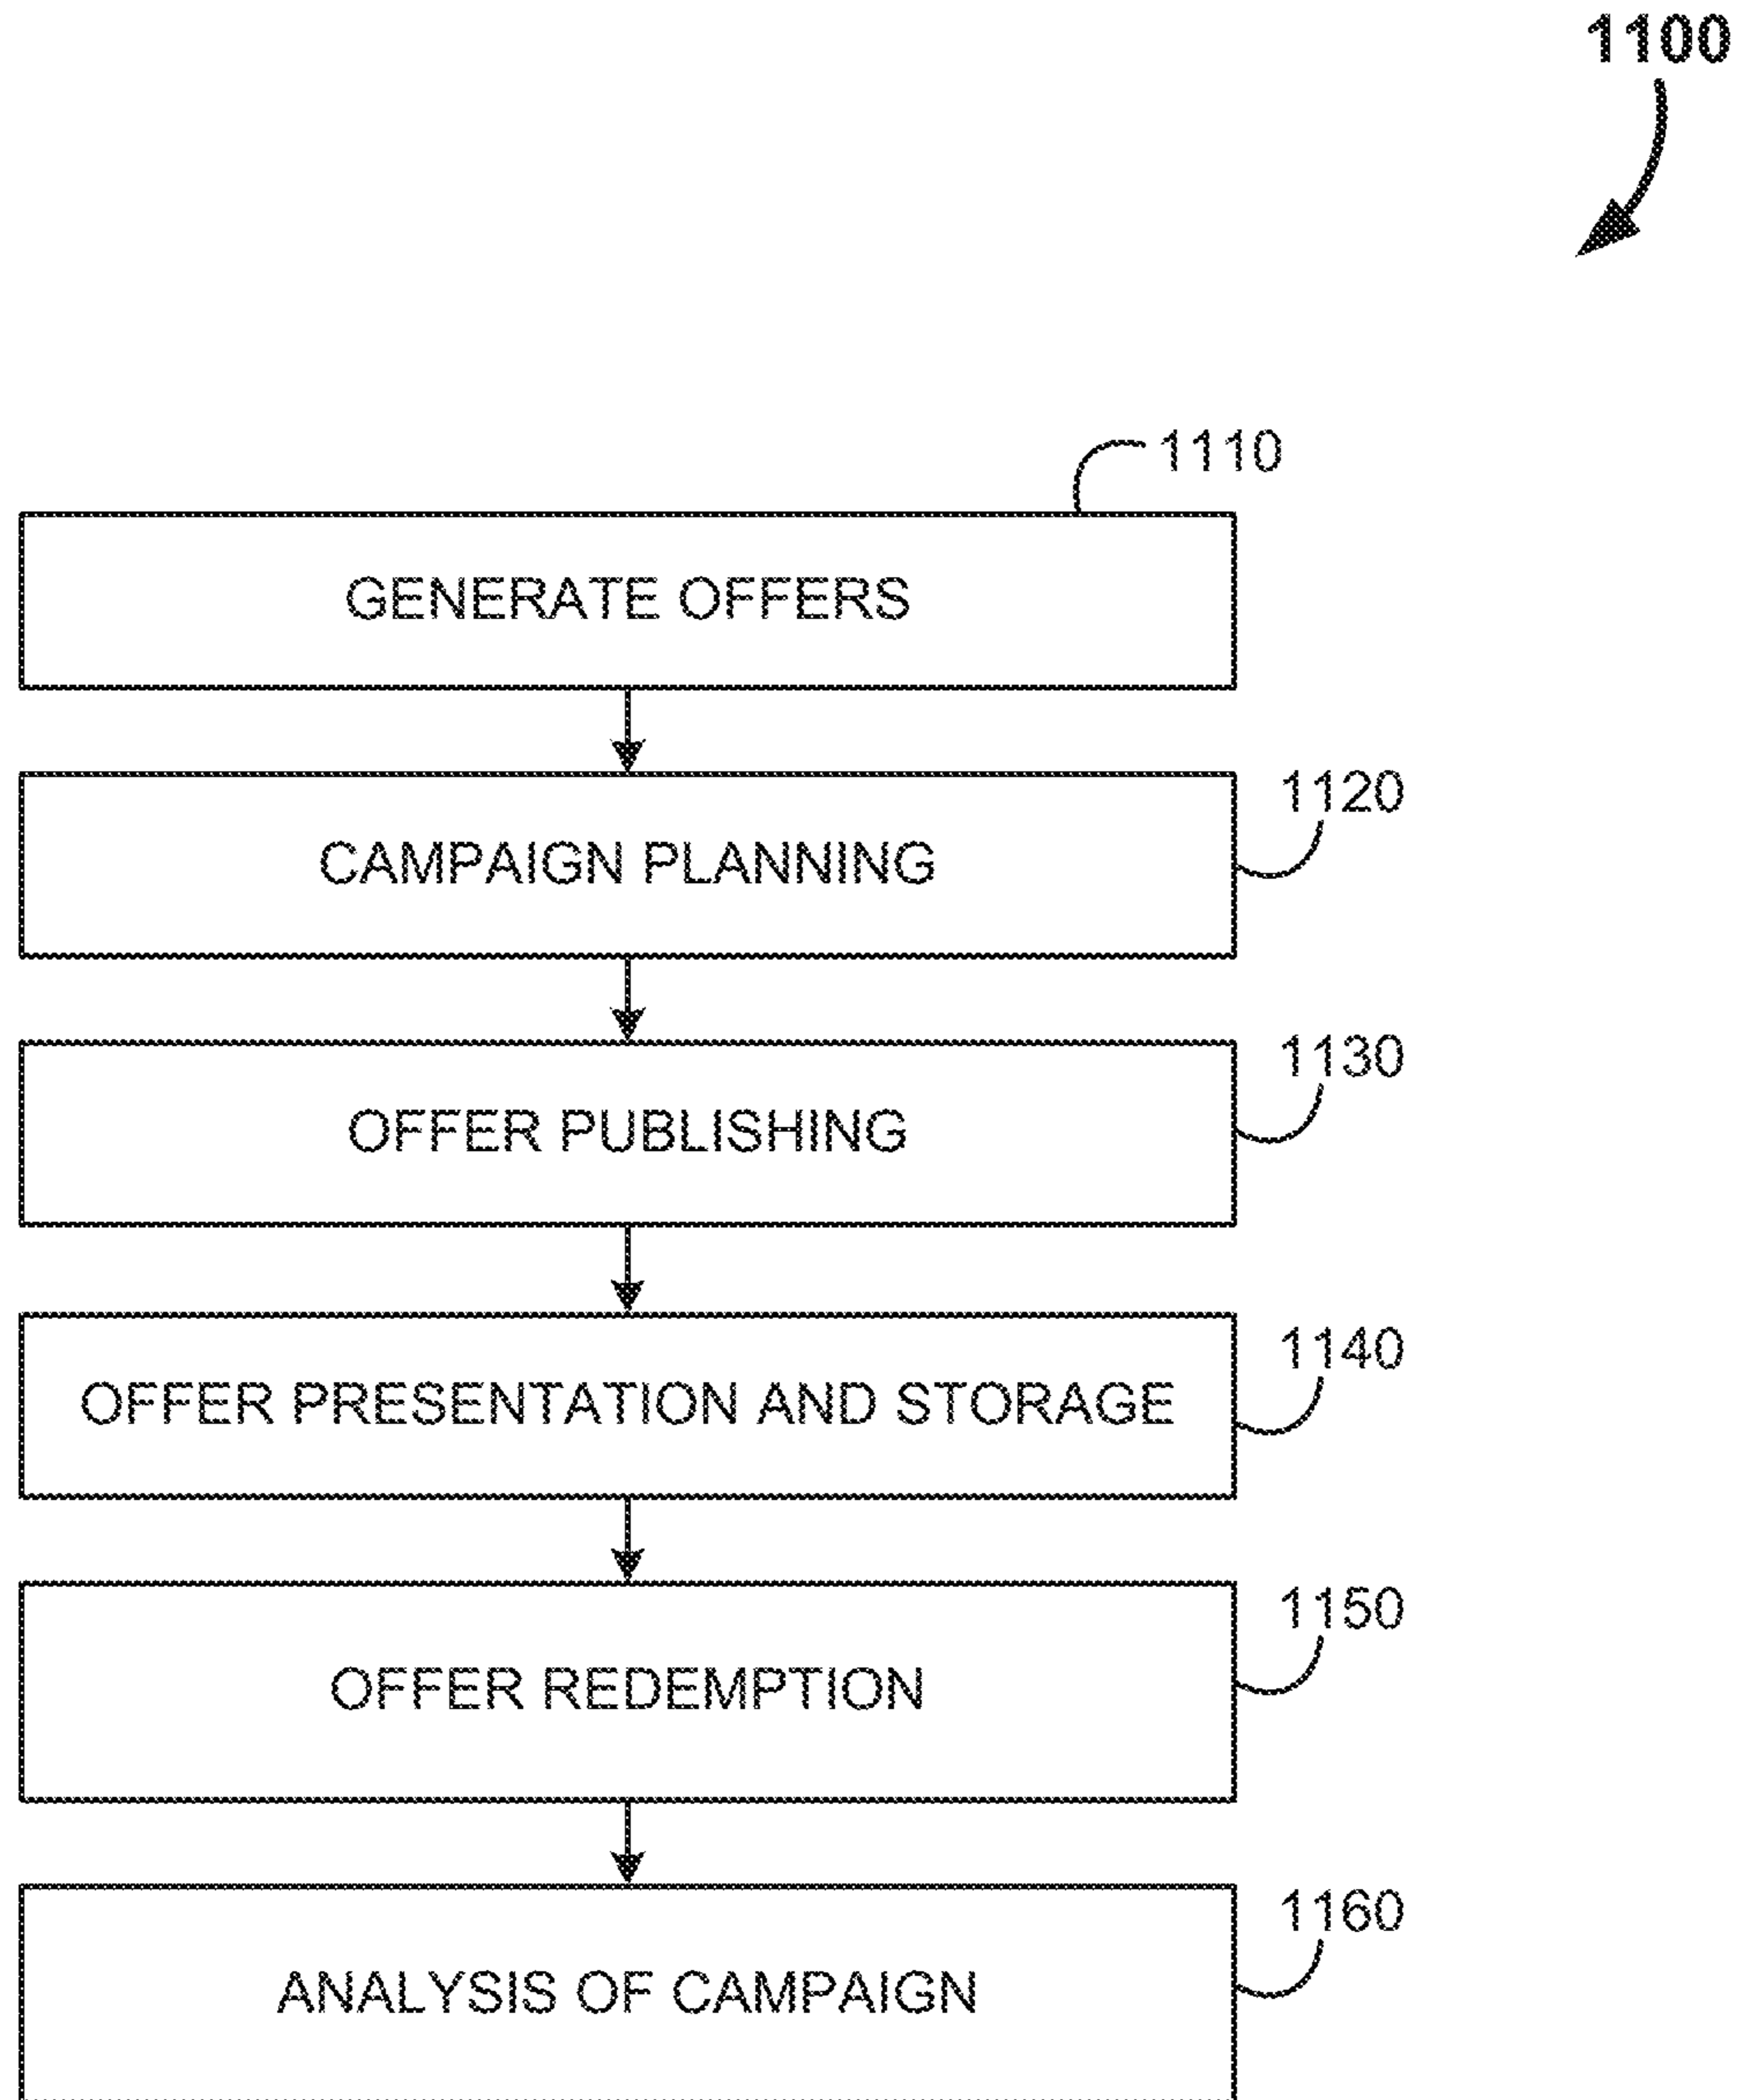 1100
1110
GENERATE OFFERS
1120
CAMPAIGN PLANNING
1130
OFFER PUBLISHING
1140
OFFER PRESENTATION AND STORAGE
1150
OFFER REDEMPTION
1160
ANALYSIS OF CAMPAIGN